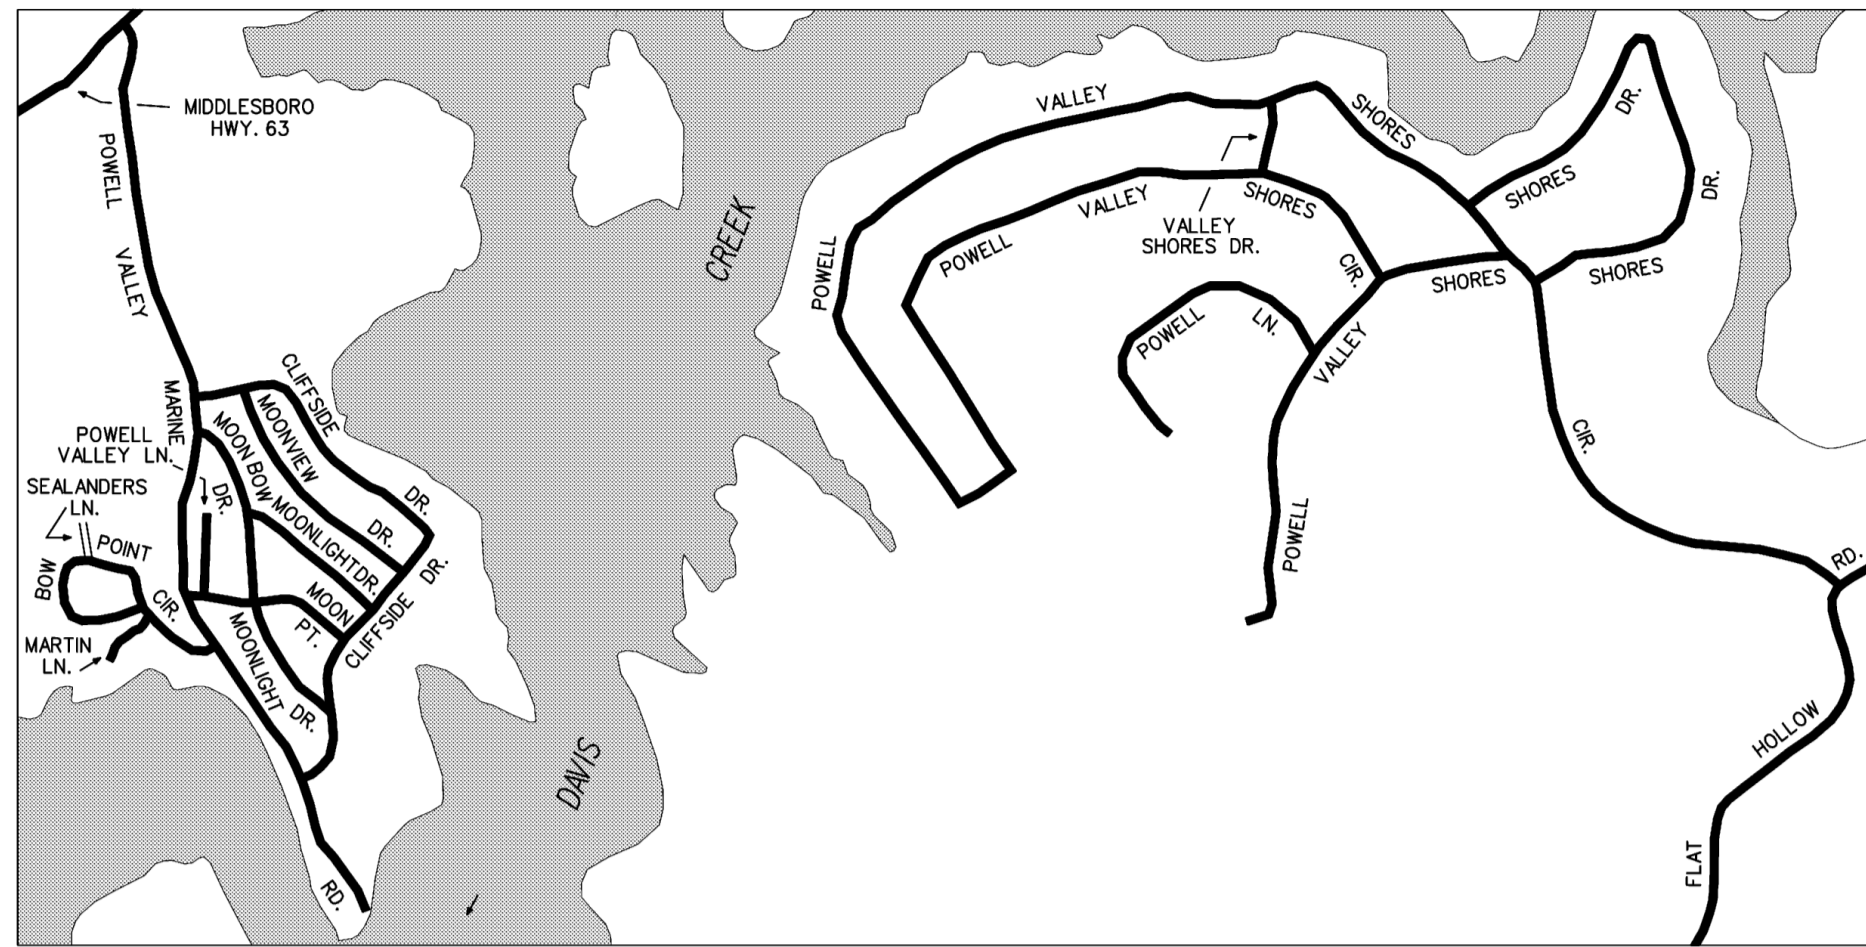 MIDDLESBORO
HWY. 63
POWELL
VALLEY
MARINE
RD.
CLIFFSIDE
DR.
CLIFFSIDE
DR.
MOONVIEW
DR.
MOON BOW
DR.
MOONLIGHT DR.
MOON
PT.
MOONLIGHT
DR.
POWELL
VALLEY LN.
SEALANDERS
LN.
BOW
POINT
CIR.
MARTIN
LN.
CREEK
DAVIS
POWELL
VALLEY
SHORES
CIR.
POWELL
VALLEY
SHORES
CIR.
VALLEY
SHORES DR.
SHORES
DR.
SHORES
DR.
POWELL
LN.
POWELL
VALLEY
SHORES
FLAT
HOLLOW
RD.